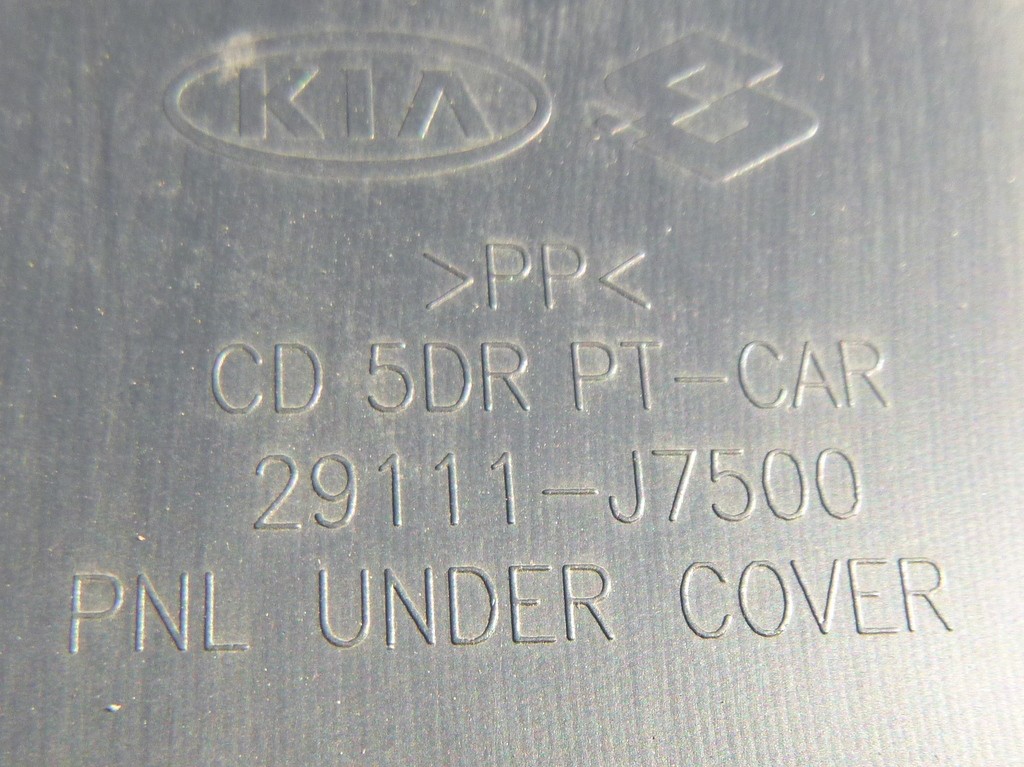 KIA
>PP<
CD 5DR PT-CAR
29111-J7500
PNL UNDER COVER